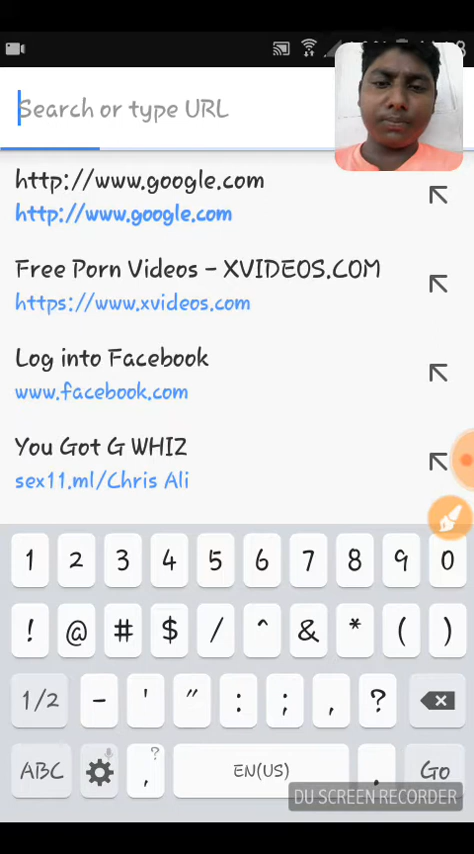 Search or type URL
http://www.google.com
http://www.google.com
Free Porn Videos - XVIDEOS.COM
https://www.xvideos.com
Log into Facebook
www.facebook.com
You Got G WHIZ
sex11.ml/Chris Ali
1 2 3 4 5 6 7 8 9 0
! @ # $ / ^ & * ( )
1/2 - ' " : ; , ?
ABC , ? EN(US) . Go
DU SCREEN RECORDER